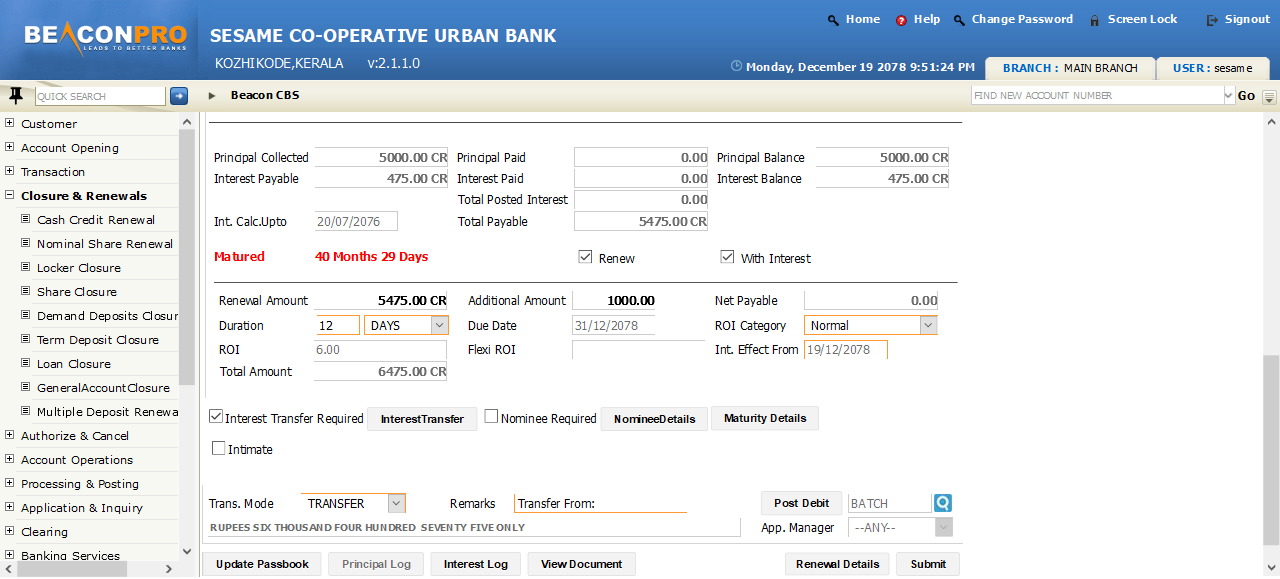 Home Help Change Password Screen Lock Signout
BEACONPRO
LEADS TO BETTER BANKS
SESAME CO-OPERATIVE URBAN BANK
KOZHIKODE,KERALA v:2.1.1.0
Monday, December 19 2078 9:51:24 PM BRANCH : MAIN BRANCH USER : sesame
QUICK SEARCH Beacon CBS FIND NEW ACCOUNT NUMBER Go
Customer
Account Opening
Transaction
Closure & Renewals
Cash Credit Renewal
Nominal Share Renewal
Locker Closure
Share Closure
Demand Deposits Closur
Term Deposit Closure
Loan Closure
GeneralAccountClosure
Multiple Deposit Renewa
Authorize & Cancel
Account Operations
Processing & Posting
Application & Inquiry
Clearing
Banking Services
Principal Collected 5000.00 CR Principal Paid 0.00 Principal Balance 5000.00 CR
Interest Payable 475.00 CR Interest Paid 0.00 Interest Balance 475.00 CR
Total Posted Interest 0.00
Int. Calc.Upto 20/07/2076 Total Payable 5475.00 CR
Matured 40 Months 29 Days Renew With Interest
Renewal Amount 5475.00 CR Additional Amount 1000.00 Net Payable 0.00
Duration 12 DAYS Due Date 31/12/2078 ROI Category Normal
ROI 6.00 Flexi ROI Int. Effect From 19/12/2078
Total Amount 6475.00 CR
Interest Transfer Required InterestTransfer Nominee Required NomineeDetails Maturity Details
Intimate
Trans. Mode TRANSFER Remarks Transfer From: Post Debit BATCH
RUPEES SIX THOUSAND FOUR HUNDRED SEVENTY FIVE ONLY App. Manager --ANY--
Update Passbook Principal Log Interest Log View Document Renewal Details Submit